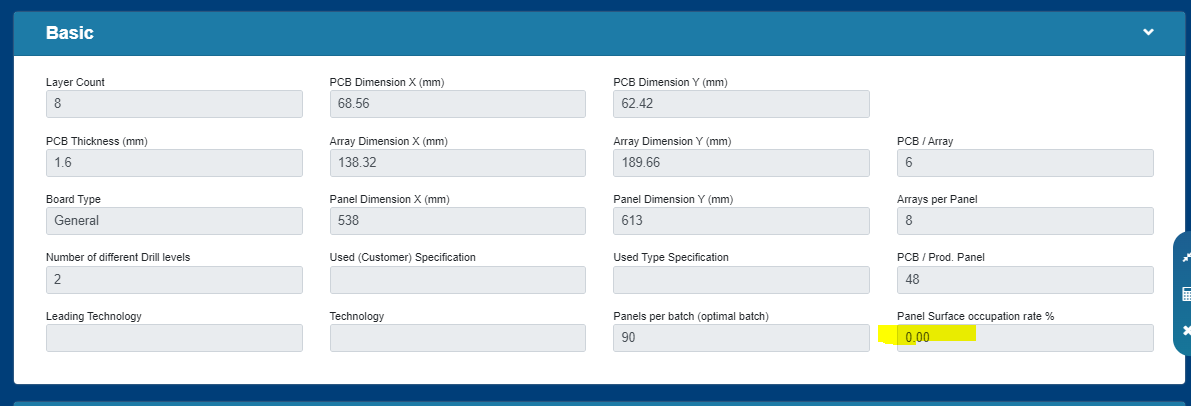 Basic
Layer Count
PCB Dimension X (mm)
PCB Dimension Y (mm)
8
68.56
62.42
PCB Thickness (mm)
Array Dimension X (mm)
Array Dimension Y (mm)
PCB / Array
1.6
138.32
189.66
6
Board Type
Panel Dimension X (mm)
Panel Dimension Y (mm)
Arrays per Panel
General
538
613
8
Number of different Drill levels
Used (Customer) Specification
Used Type Specification
PCB / Prod. Panel
2
48
Leading Technology
Technology
Panels per batch (optimal batch)
Panel Surface occupation rate %
90
0.00